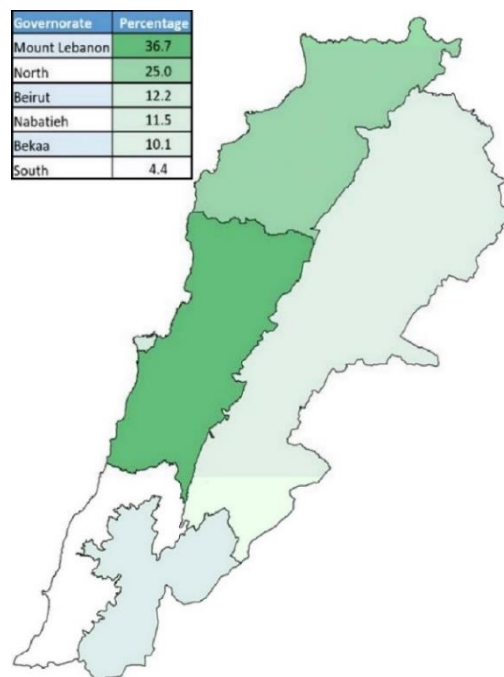 Governorate Percentage
Mount Lebanon 36.7
North 25.0
Beirut 12.2
Nabatieh 11.5
Bekaa 10.1
South 4.4